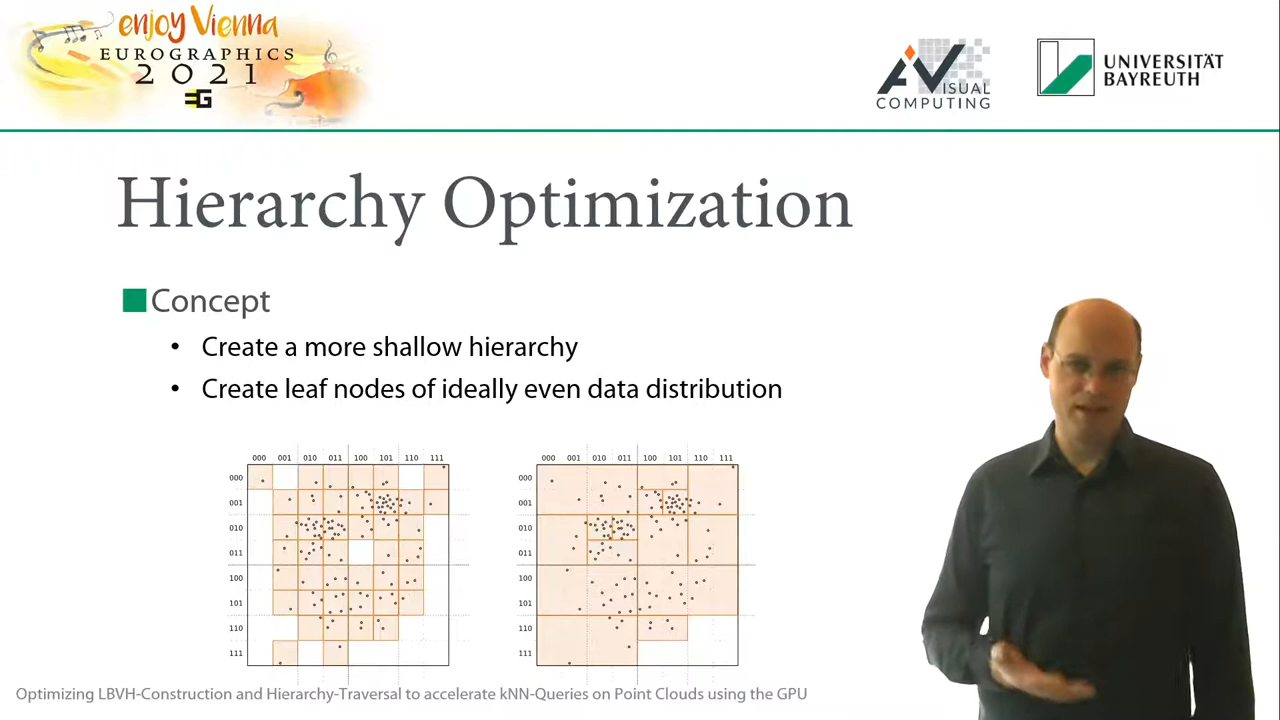 enjoy Vienna
EUROGRAPHICS
2021
EG
VISUAL
COMPUTING
UNIVERSITÄT
BAYREUTH
Hierarchy Optimization
Concept
• Create a more shallow hierarchy
• Create leaf nodes of ideally even data distribution
000 001 010 011 100 101 110 111
000
001
010
011
100
101
110
111
000 001 010 011 100 101 110 111
000
001
010
011
100
101
110
111
Optimizing LBVH-Construction and Hierarchy-Traversal to accelerate kNN-Queries on Point Clouds using the GPU